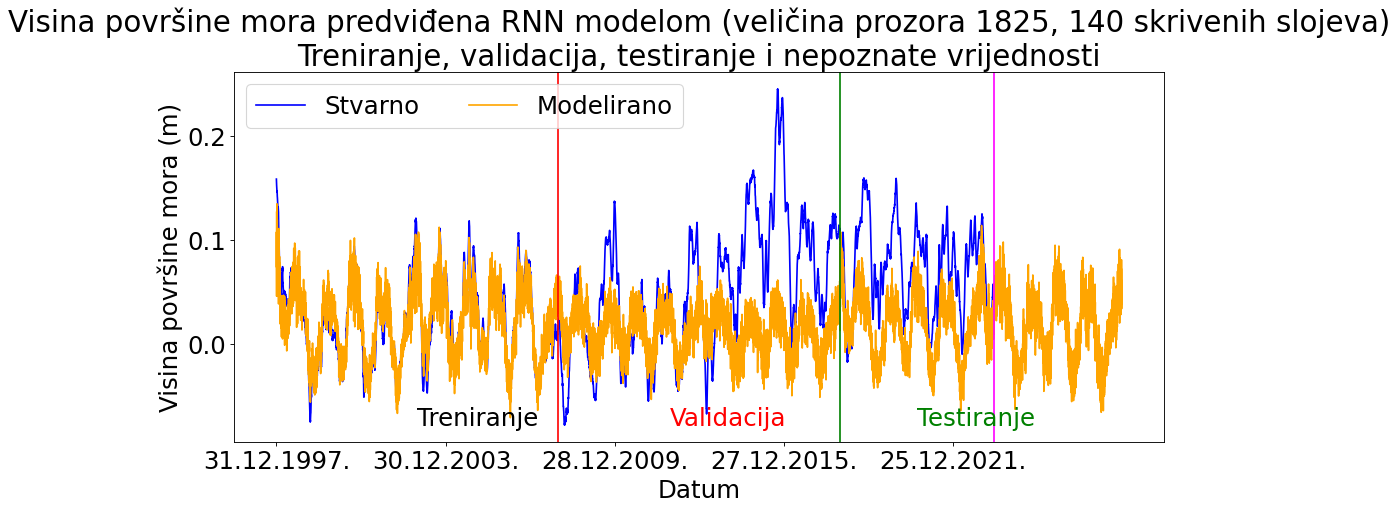 Visina površine mora predviđena RNN modelom (veličina prozora 1825, 140 skrivenih slojeva)
Treniranje, validacija, testiranje i nepoznate vrijednosti
Stvarno
Modelirano
Visina površine mora (m)
0.2
0.1
0.0
Treniranje
Validacija
Testiranje
31.12.1997.
30.12.2003.
28.12.2009.
27.12.2015.
25.12.2021.
Datum